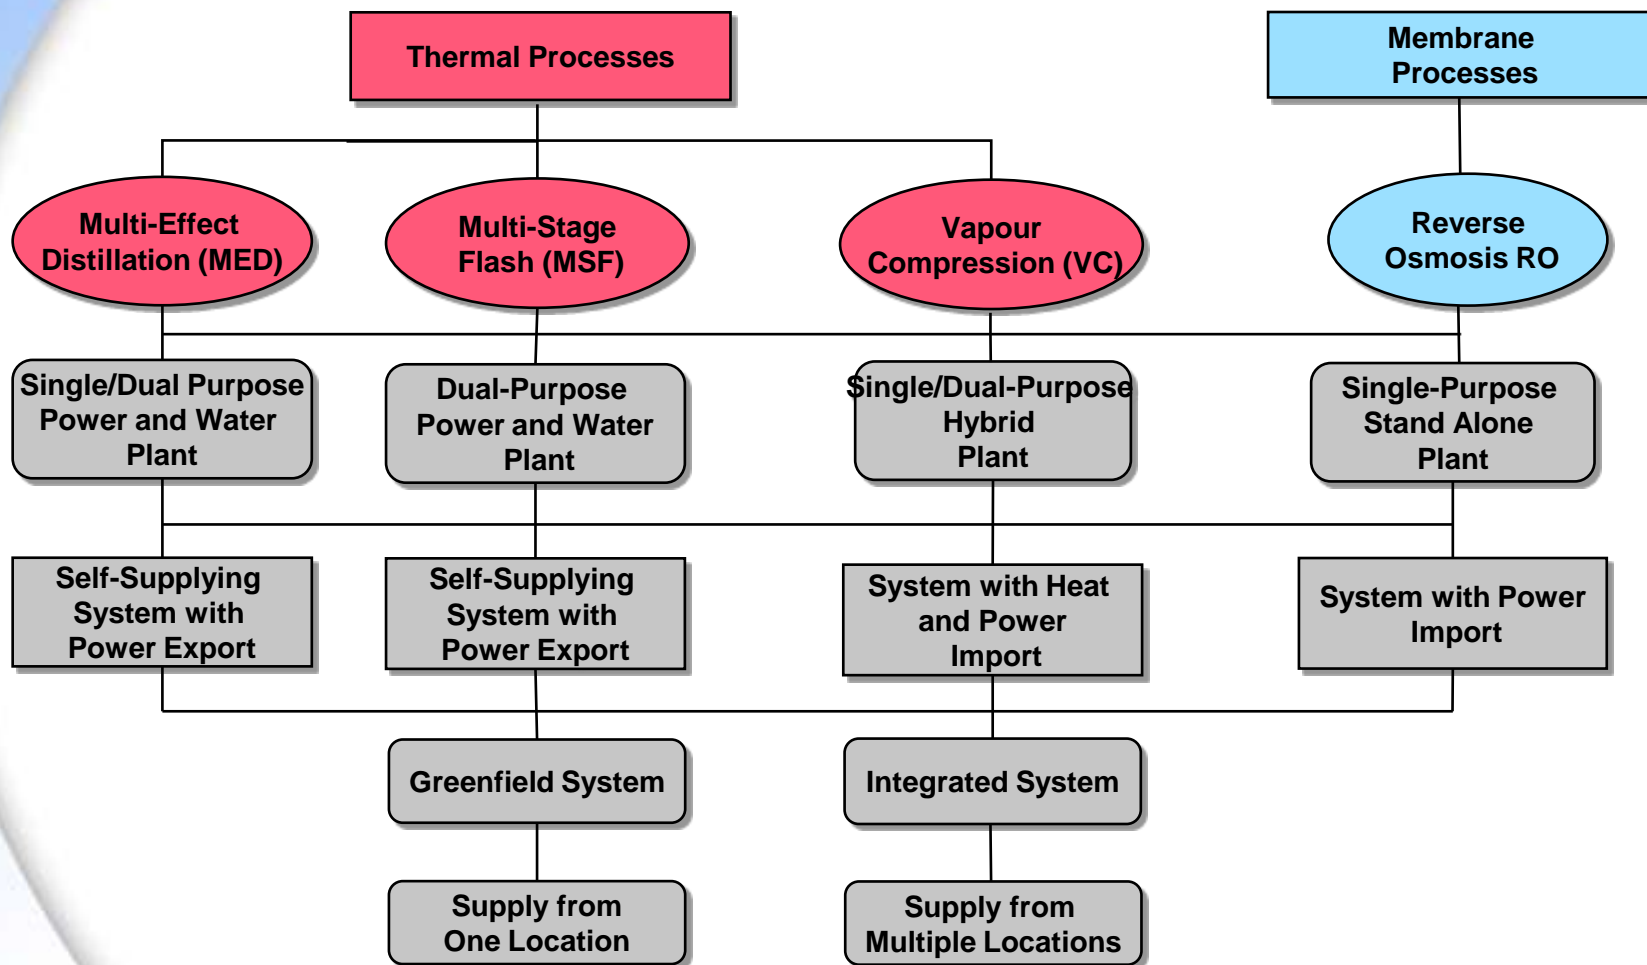 Thermal Processes
Membrane
Processes
Multi-Effect
Distillation (MED)
Multi-Stage
Flash (MSF)
Vapour
Compression (VC)
Reverse
Osmosis RO
Single/Dual Purpose
Power and Water
Plant
Dual-Purpose
Power and Water
Plant
Single/Dual-Purpose
Hybrid
Plant
Single-Purpose
Stand Alone
Plant
Self-Supplying
System with
Power Export
Self-Supplying
System with
Power Export
System with Heat
and Power
Import
System with Power
Import
Greenfield System
Integrated System
Supply from
One Location
Supply from
Multiple Locations